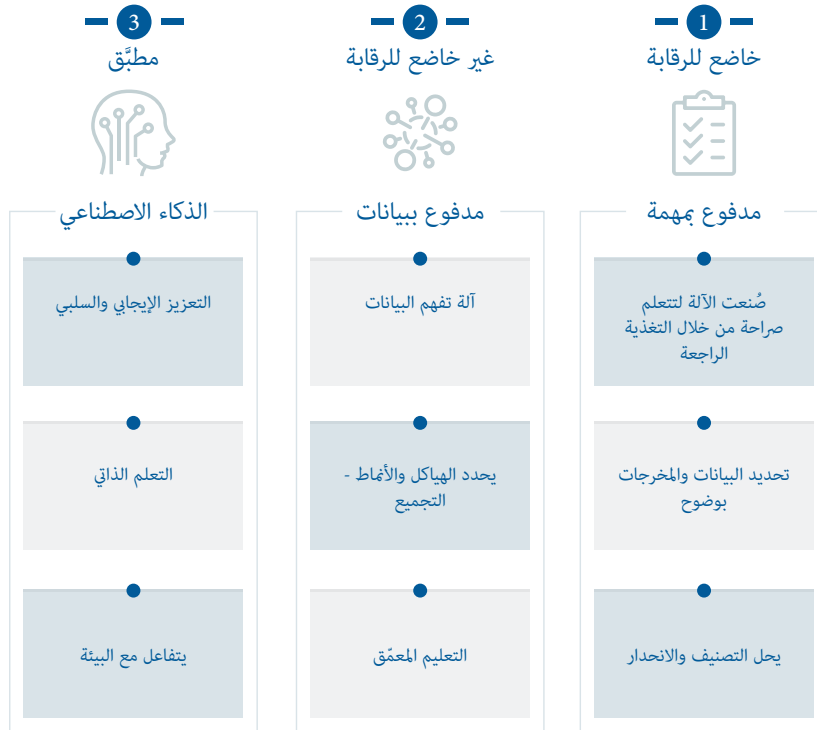 1
خاضع للرقابة
مدفوع بمهمة
صُنعت الآلة لتتعلم
صراحة من خلال التغذية
الراجعة
تحديد البيانات والمخرجات
بوضوح
يحل التصنيف والانحدار
2
غير خاضع للرقابة
مدفوع ببيانات
آلة تفهم البيانات
يحدد الهياكل والأنماط -
التجميع
التعليم المعمّق
3
مطبَّق
الذكاء الاصطناعي
التعزيز الإيجابي والسلبي
التعلم الذاتي
يتفاعل مع البيئة